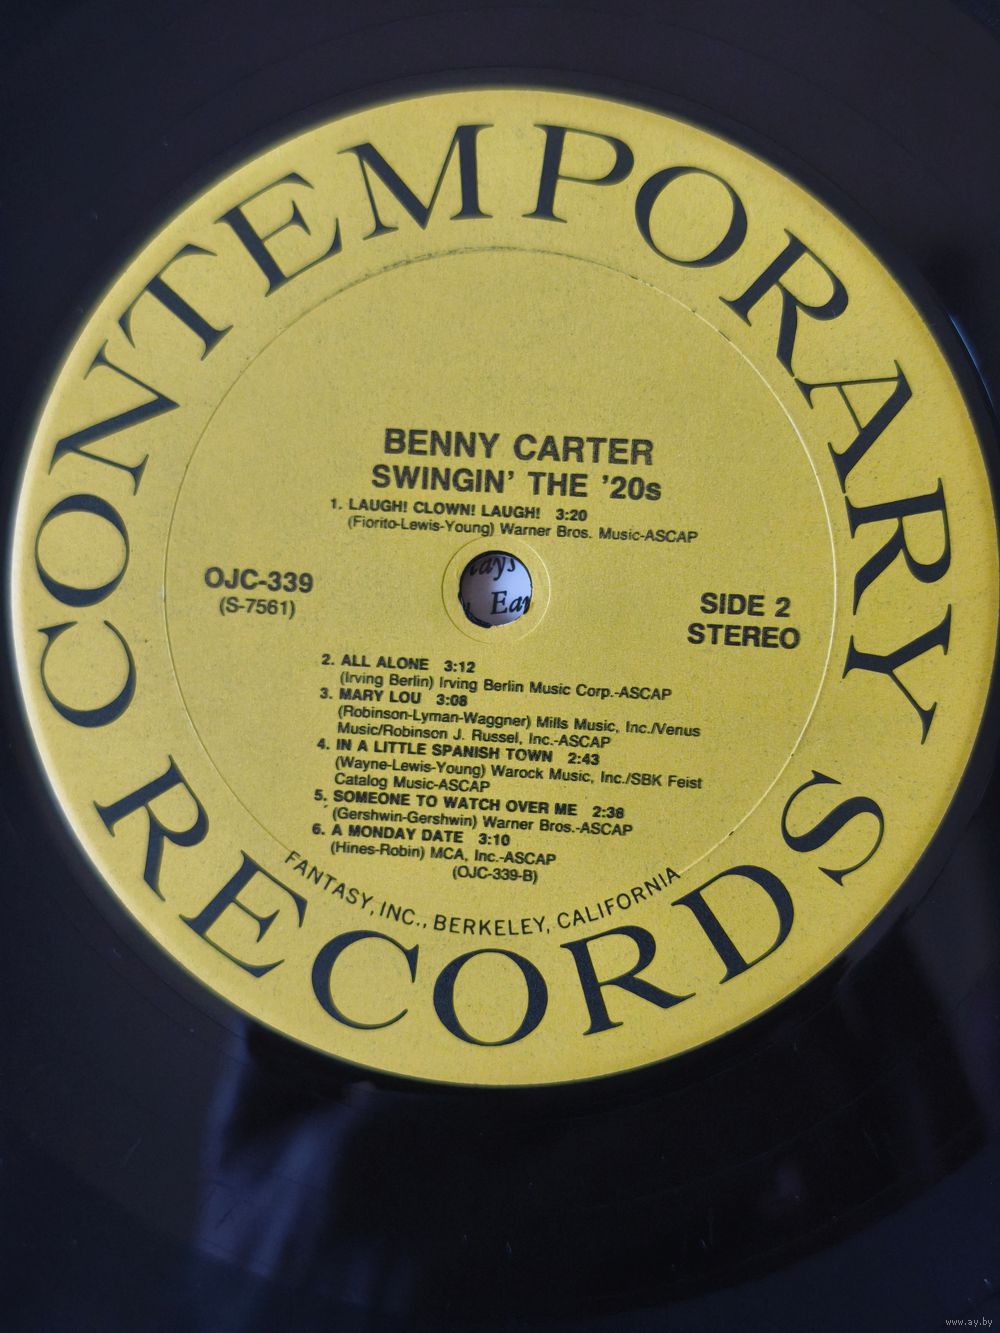 CONTEMPORARY RECORDS
BENNY CARTER
SWINGIN' THE '20s
1. LAUGH! CLOWN! LAUGH! 3:20
(Fiorito-Lewis-Young) Warner Bros. Music-ASCAP
OJC-339
(S-7561)
SIDE 2
STEREO
2. ALL ALONE 3:12
(Irving Berlin) Irving Berlin Music Corp.-ASCAP
3. MARY LOU 3:08
(Robinson-Lyman-Waggner) Mills Music, Inc./Venus
Music/Robinson J. Russel, Inc.-ASCAP
4. IN A LITTLE SPANISH TOWN 2:43
(Wayne-Lewis-Young) Warock Music, Inc./SBK Feist
Catalog Music-ASCAP
5. SOMEONE TO WATCH OVER ME 2:38
(Gershwin-Gershwin) Warner Bros.-ASCAP
6. A MONDAY DATE 3:10
(Hines-Robin) MCA, Inc.-ASCAP
(OJC-339-B)
FANTASY, INC., BERKELEY, CALIFORNIA
www.ay.by